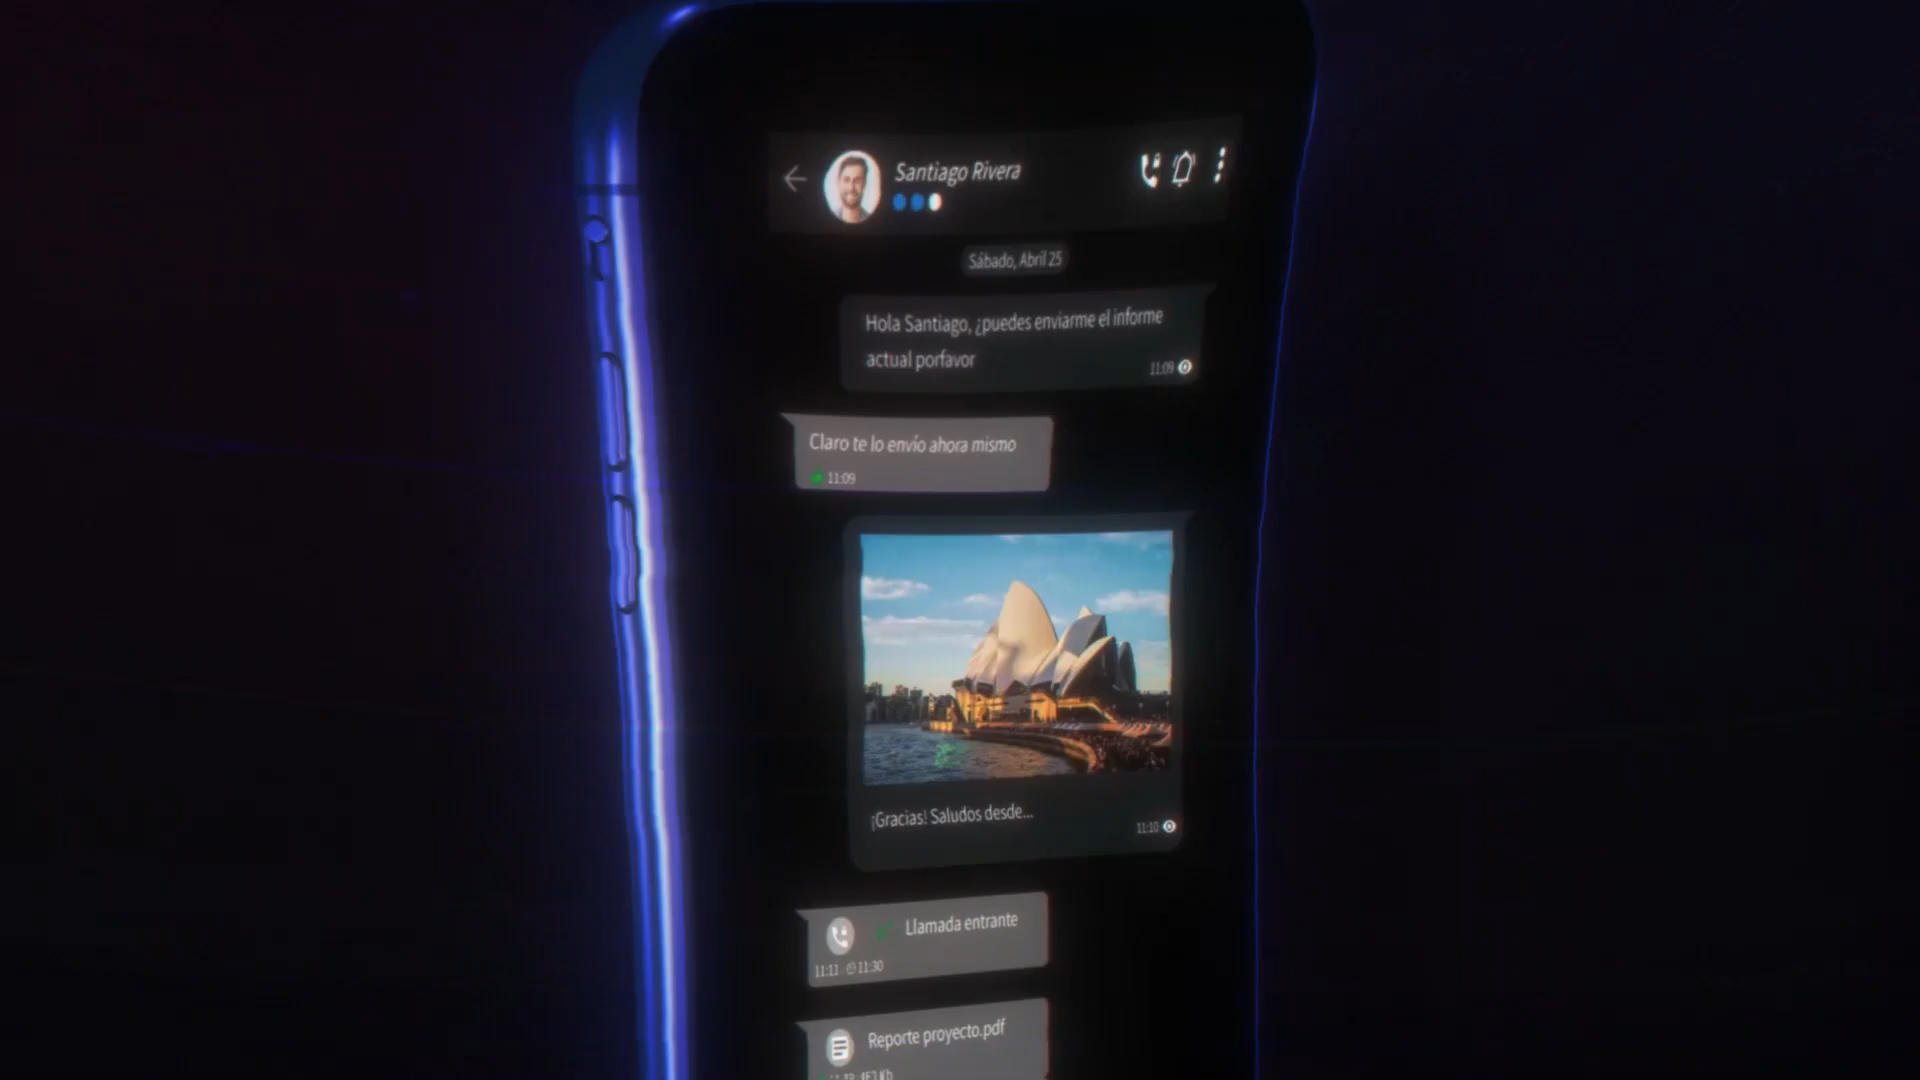 Santiago Rivera
Sábado, Abril 25
Hola Santiago, ¿puedes enviarme el informe
actual porfavor
11:09
Claro te lo envío ahora mismo
11:09
¡Gracias! Saludos desde...
11:10
Llamada entrante
11:11 11:30
Reporte proyecto.pdf